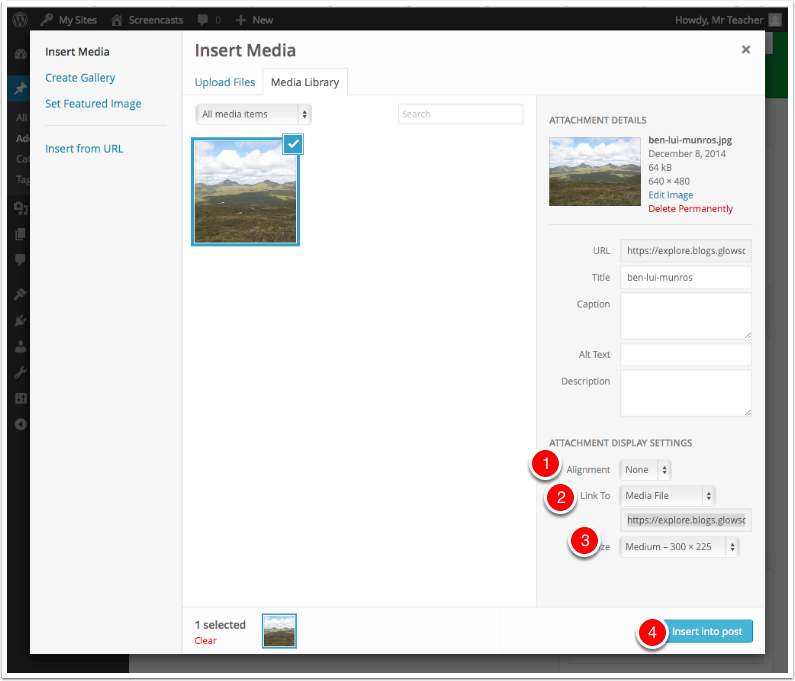 My Sites Screencasts 0 New Howdy, Mr Teacher
Insert Media
Create Gallery
Set Featured Image
Insert from URL
Insert Media
Upload Files Media Library
All media items Search
ATTACHMENT DETAILS
ben-lui-munros.jpg
December 8, 2014
64 kB
640 × 480
Edit Image
Delete Permanently
URL https://explore.blogs.glowsc
Title ben-lui-munros
Caption
Alt Text
Description
ATTACHMENT DISPLAY SETTINGS
1 Alignment None
2 Link To Media File
https://explore.blogs.glowsc
3 ze Medium – 300 × 225
1 selected
Clear
4 Insert into post
All
Add
Cat
Tag